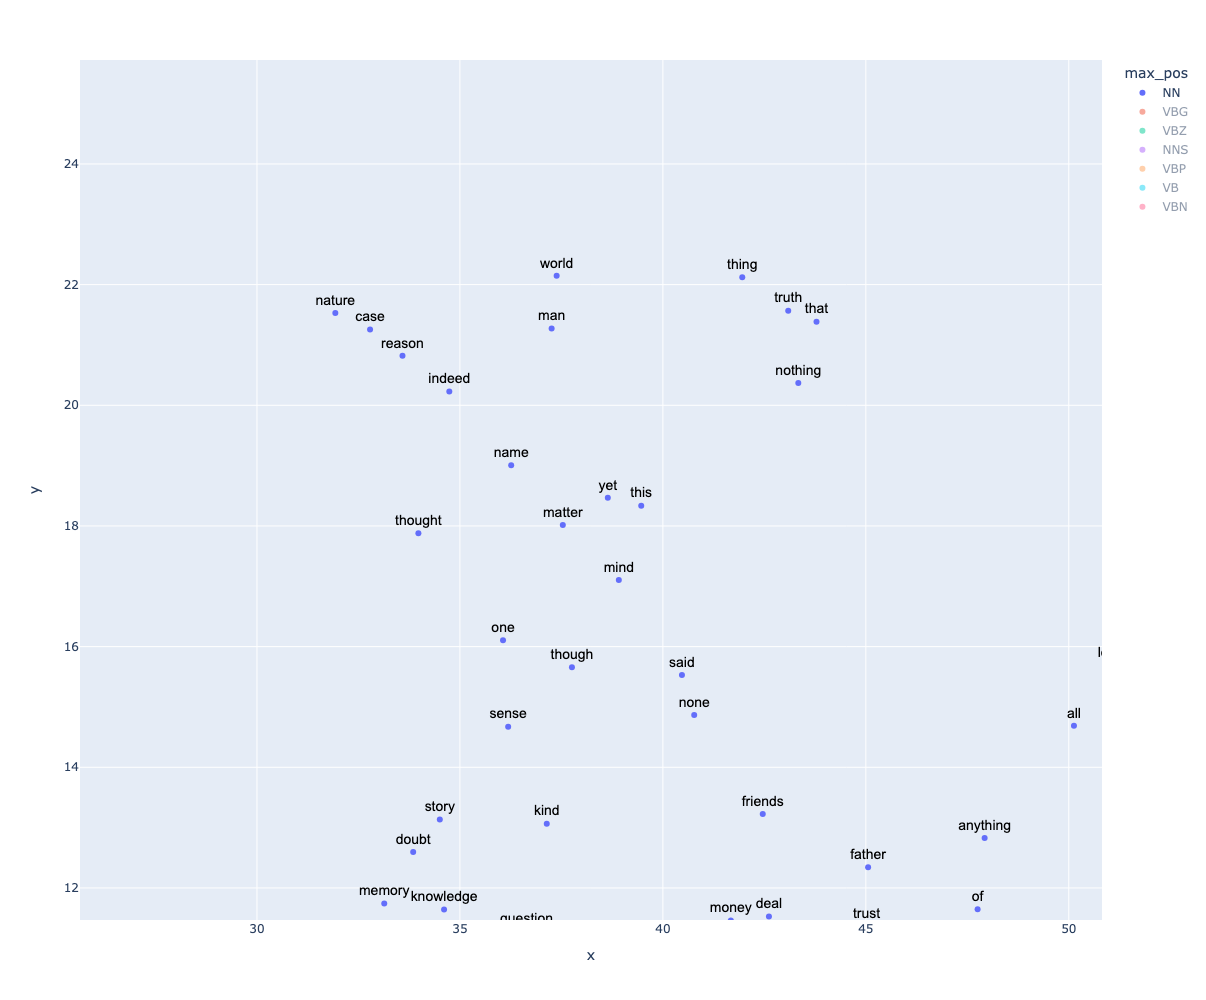 max_pos
NN
VBG
VBZ
NNS
VBP
VB
VBN
24
world
thing
22
nature
truth
that
case
man
reason
nothing
indeed
20
name
yet
this
matter
thought
18
mind
one
16
though
said
none
sense
all
14
story
kind
friends
doubt
anything
father
12
memory
knowledge
of
money
deal
trust
question
30
35
40
45
50
x
y